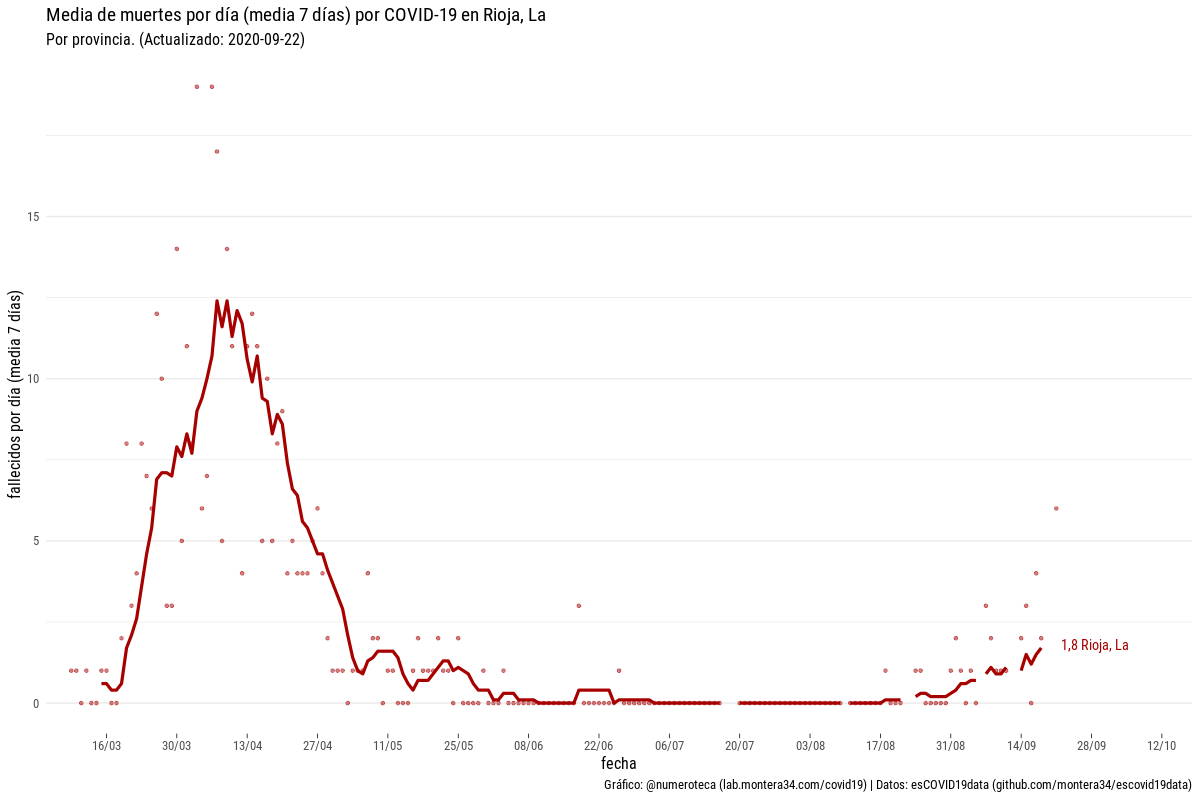 Media de muertes por día (media 7 días) por COVID-19 en Rioja, La
Por provincia. (Actualizado: 2020-09-22)
fallecidos por día (media 7 días)
15
10
5
0
1,8 Rioja, La
16/03 30/03 13/04 27/04 11/05 25/05 08/06 22/06 06/07 20/07 03/08 17/08 31/08 14/09 28/09 12/10
fecha
Gráfico: @numeroteca (lab.montera34.com/covid19) | Datos: esCOVID19data (github.com/montera34/escovid19data)